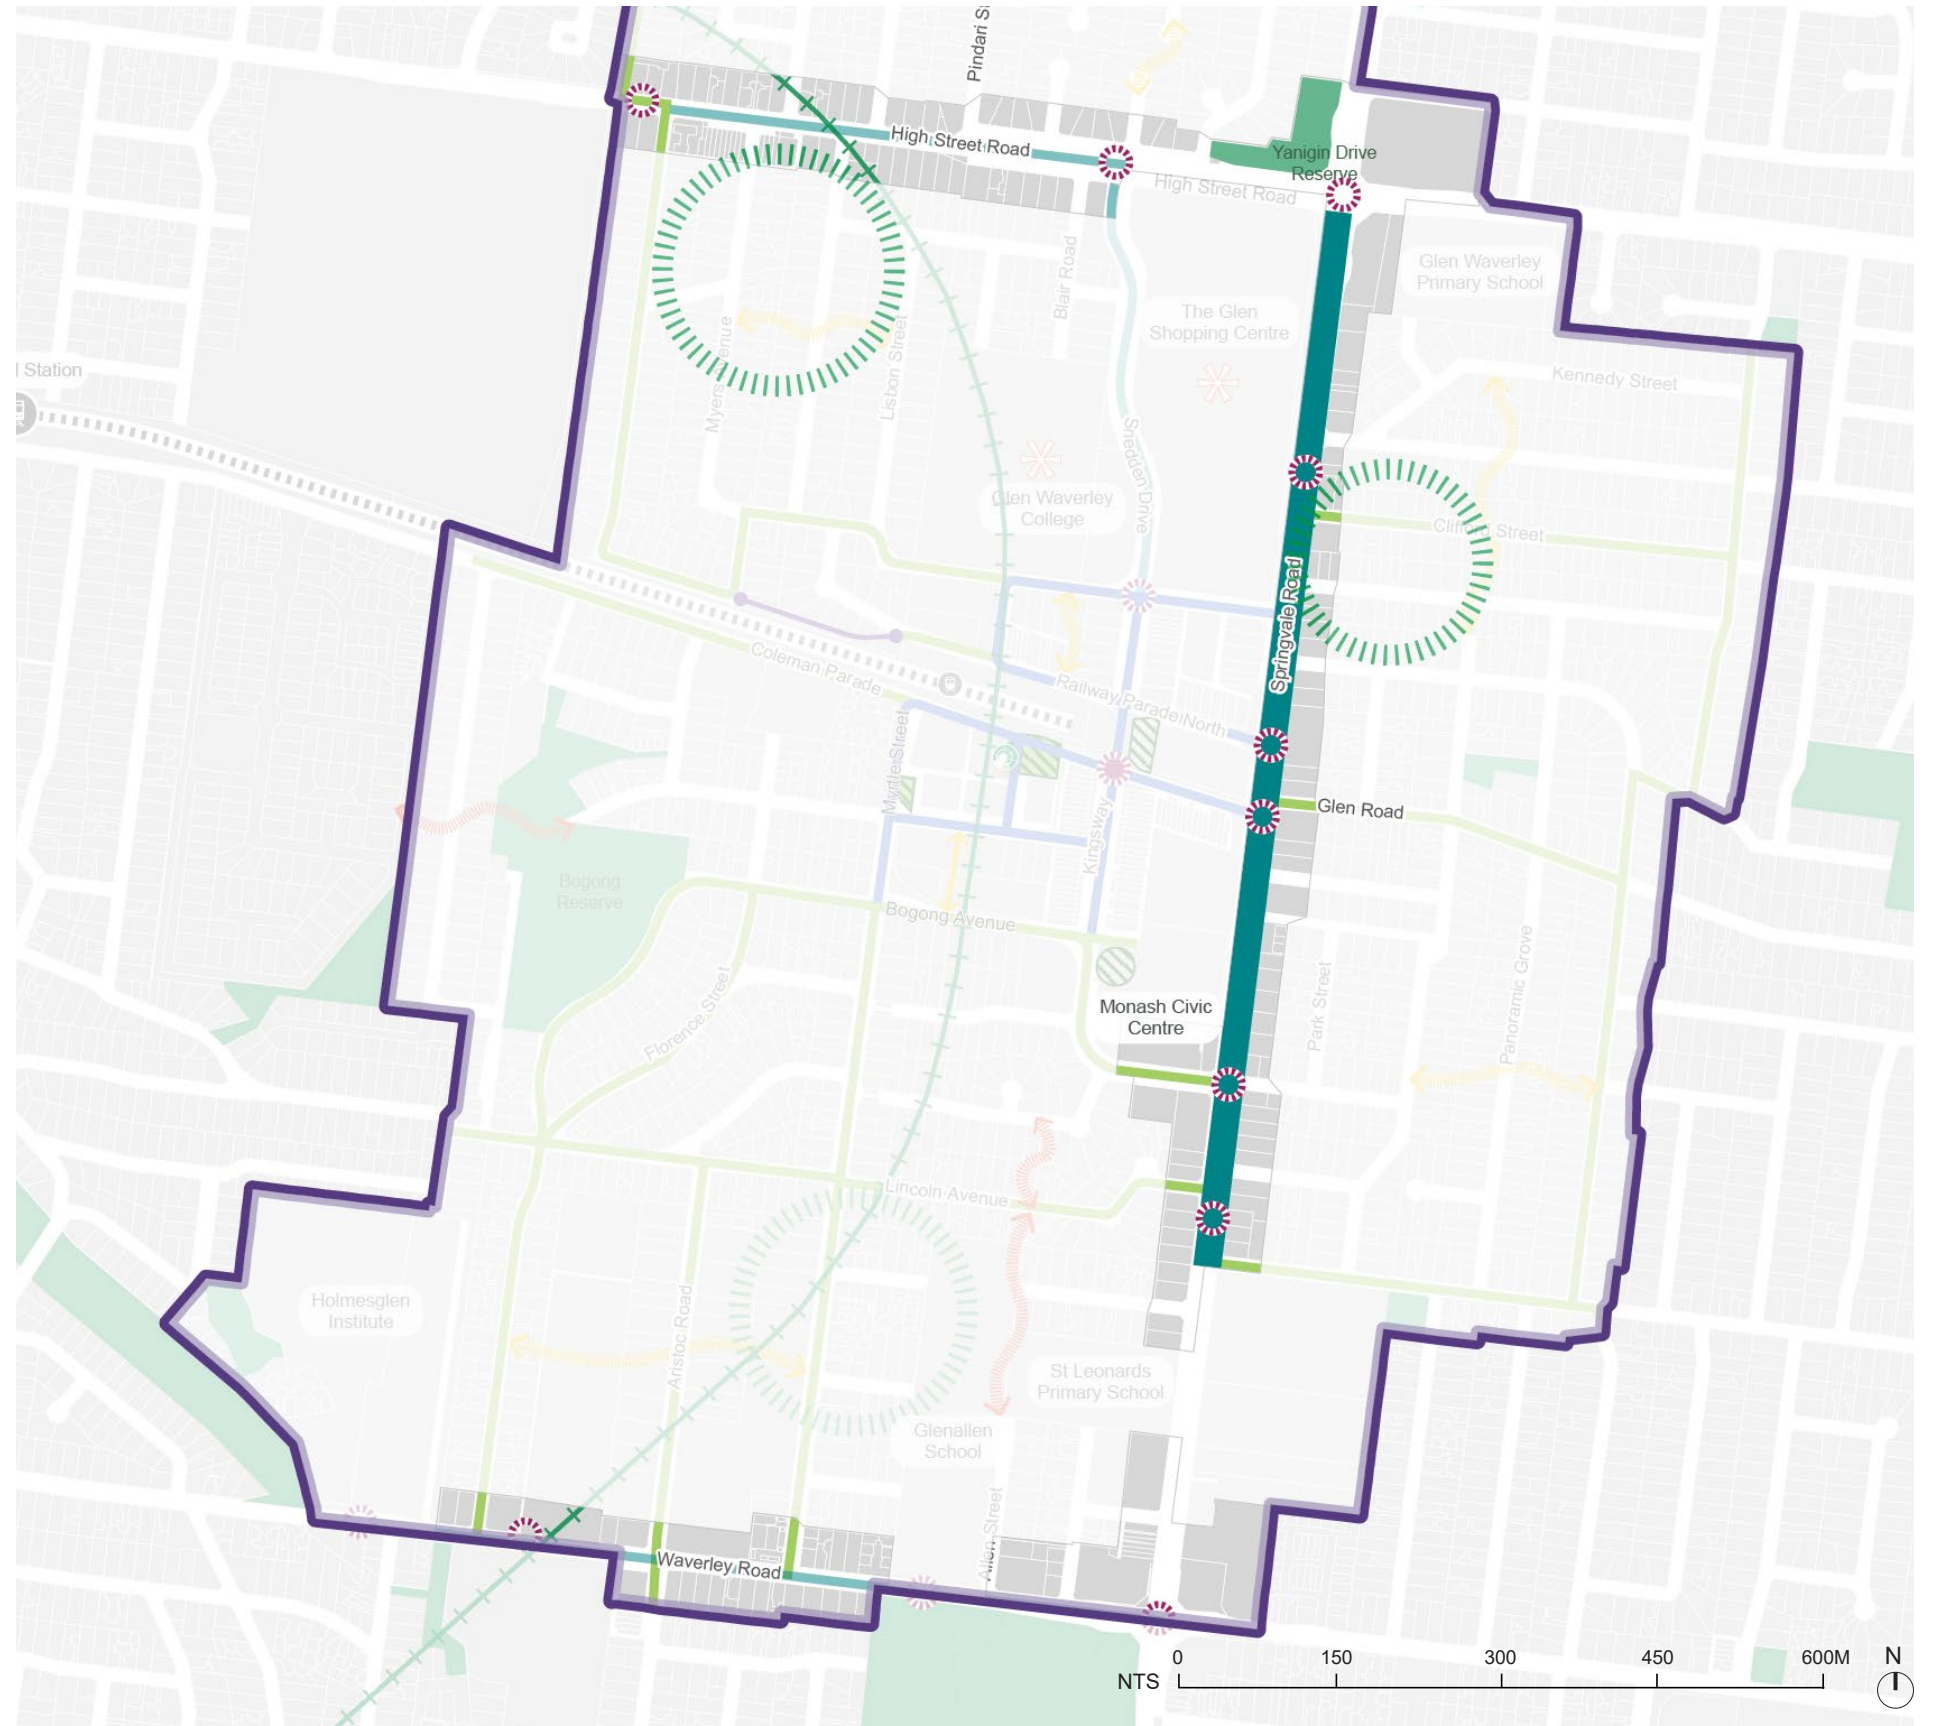 Pindari S
High Street Road
Yanigin Drive
Reserve
High Street Road
Glen Waverley
Primary School
Blair Road
The Glen
Shopping Centre
Myers Avenue
Lisbon Street
l Station
Kennedy Street
Snedden Drive
Glen Waverley
College
Clifford Street
Springvale Road
Coleman Parade
Railway Parade North
Myrtle Street
Kingsway
Glen Road
Bogong
Reserve
Bogong Avenue
Florence Street
Monash Civic
Centre
Park Street
Panoramic Grove
Lincoln Avenue
Holmesglen
Institute
Aristoc Road
St Leonards
Primary School
Glenallen
School
Allen Street
Waverley Road
0 150 300 450 600M N
NTS